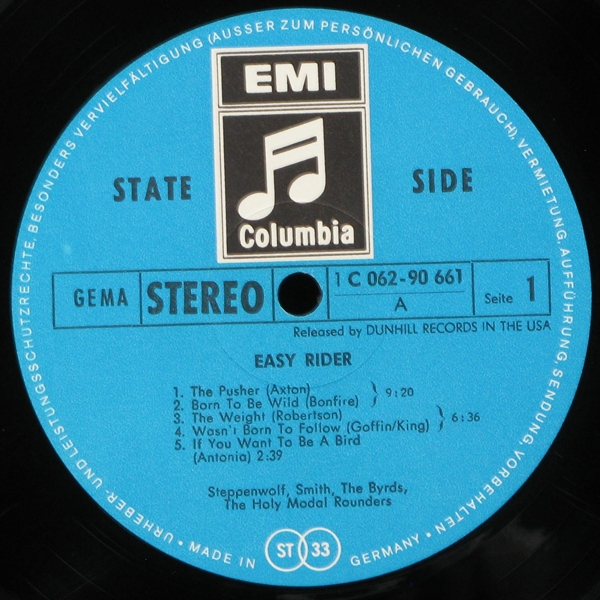 EMI
Columbia
STATE SIDE
GEMA STEREO 1 C 062-90 661 A Seite 1
Released by DUNHILL RECORDS IN THE USA
EASY RIDER
1. The Pusher (Axton)
2. Born To Be Wild (Bonfire) } 9:20
3. The Weight (Robertson)
4. Wasn't Born To Follow (Goffin/King) } 6:36
5. If You Want To Be A Bird
(Antonia) 2:39
Steppenwolf, Smith, The Byrds,
The Holy Modal Rounders
URHEBER- UND LEISTUNGSSCHUTZRECHTE, BESONDERS VERVIELFÄLTIGUNG (AUSSER ZUM PERSÖNLICHEN GEBRAUCH), VERMIETUNG, AUFFÜHRUNG, SENDUNG, VORBEHALTEN •
• MADE IN ST 33 GERMANY •